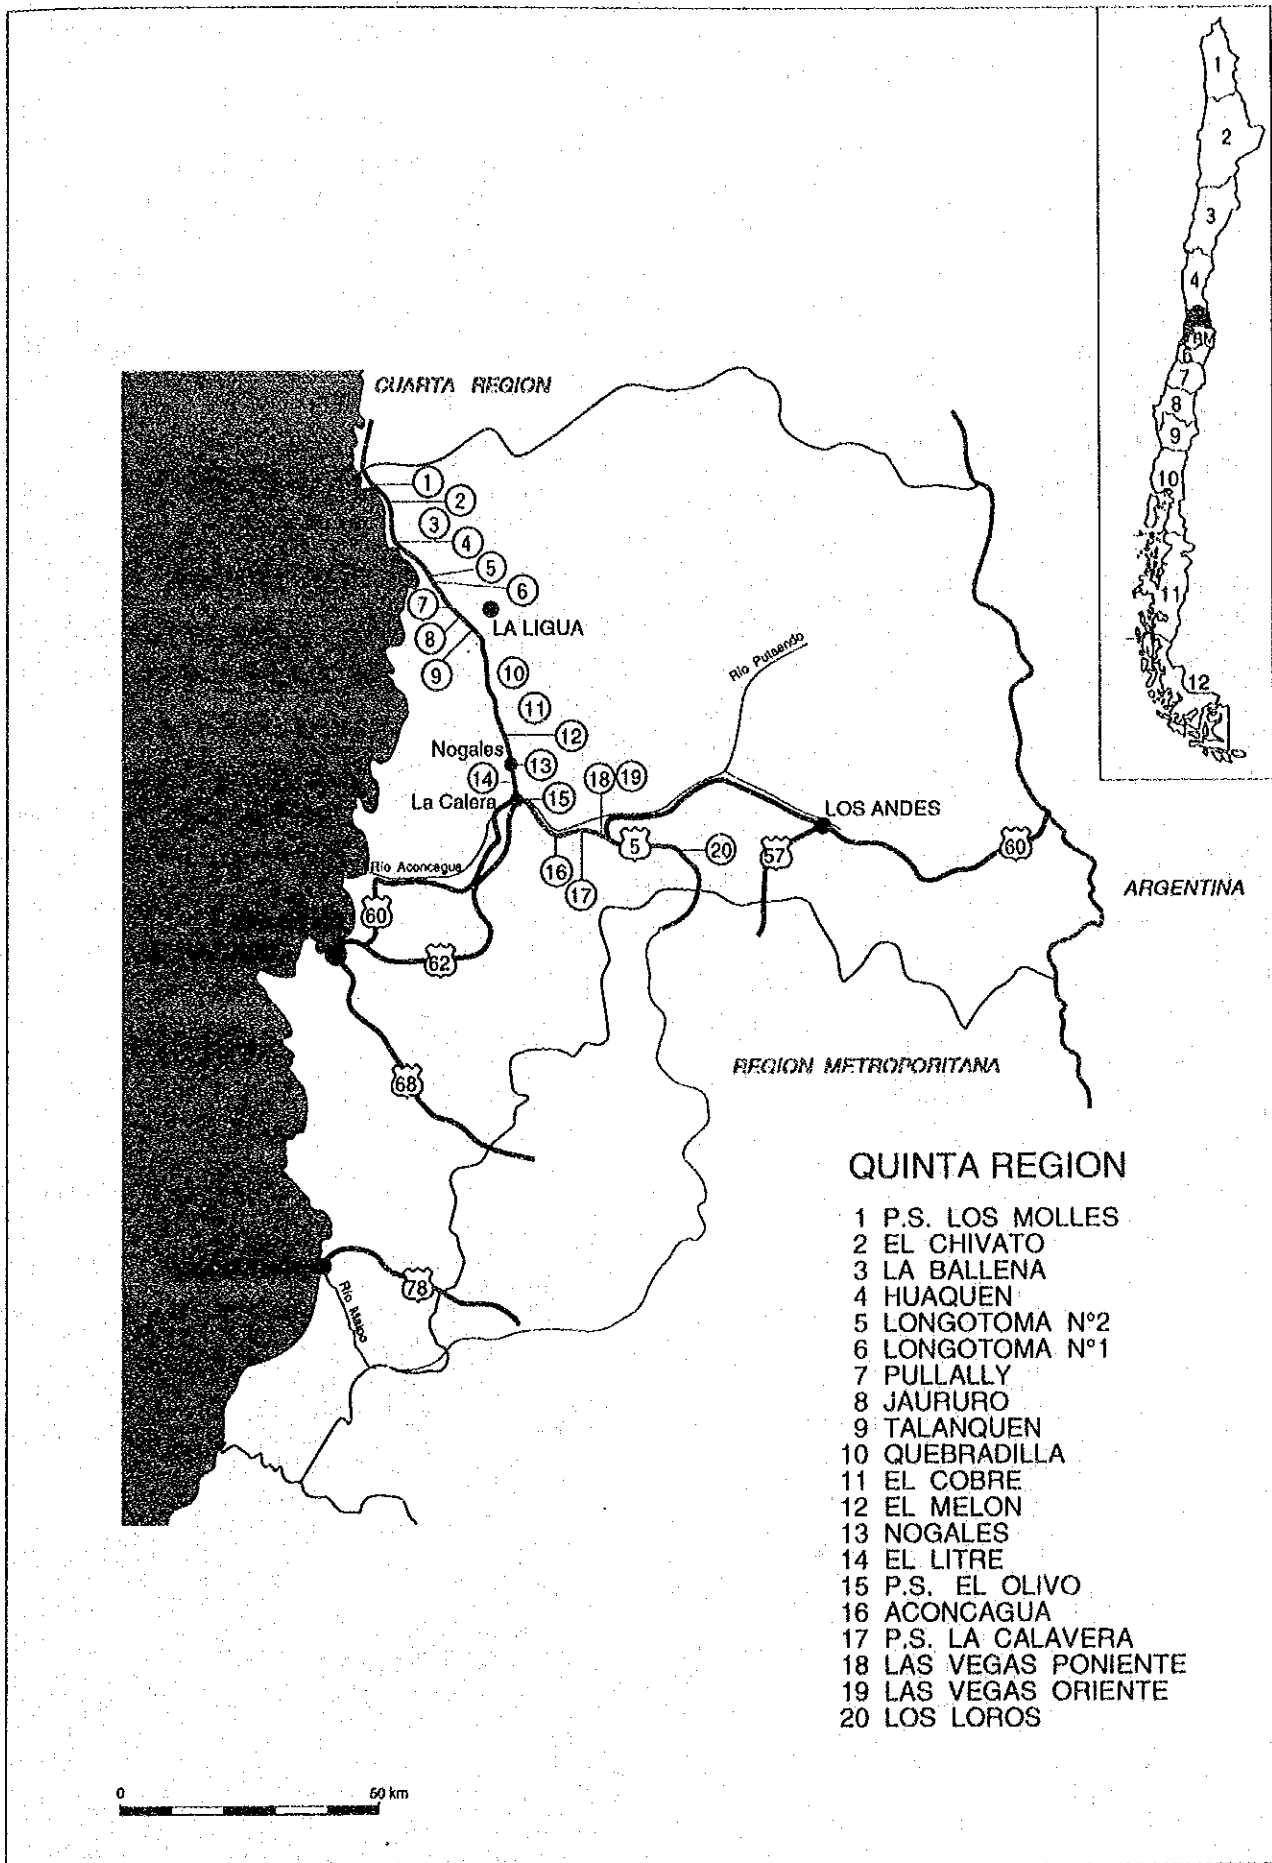 1
2
3
4
RM
6
7
8
9
10
11
12
CUARTA REGION
1
2
3
4
5
6
7
LA LIGUA
8
9
10
Río Putaendo
11
12
Nogales
13
14
18 19
La Calera
15
LOS ANDES
5
20
57
60
Río Aconcagua
16
17
ARGENTINA
60
62
REGION METROPORITANA
68
78
Río Maipo
QUINTA REGION
1 P.S. LOS MOLLES
2 EL CHIVATO
3 LA BALLENA
4 HUAQUEN
5 LONGOTOMA Nº2
6 LONGOTOMA Nº1
7 PULLALLY
8 JAURURO
9 TALANQUEN
10 QUEBRADILLA
11 EL COBRE
12 EL MELON
13 NOGALES
14 EL LITRE
15 P.S. EL OLIVO
16 ACONCAGUA
17 P.S. LA CALAVERA
18 LAS VEGAS PONIENTE
19 LAS VEGAS ORIENTE
20 LOS LOROS
0 50 km